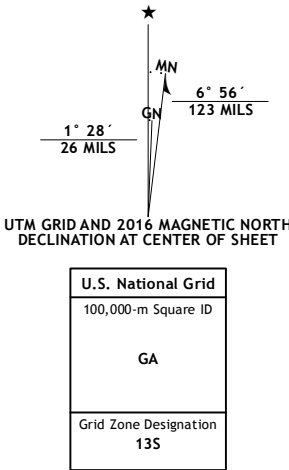 ★
MN
GN
6° 56´
123 MILS
1° 28´
26 MILS
UTM GRID AND 2016 MAGNETIC NORTH
DECLINATION AT CENTER OF SHEET
U.S. National Grid
100,000-m Square ID
GA
Grid Zone Designation
13S